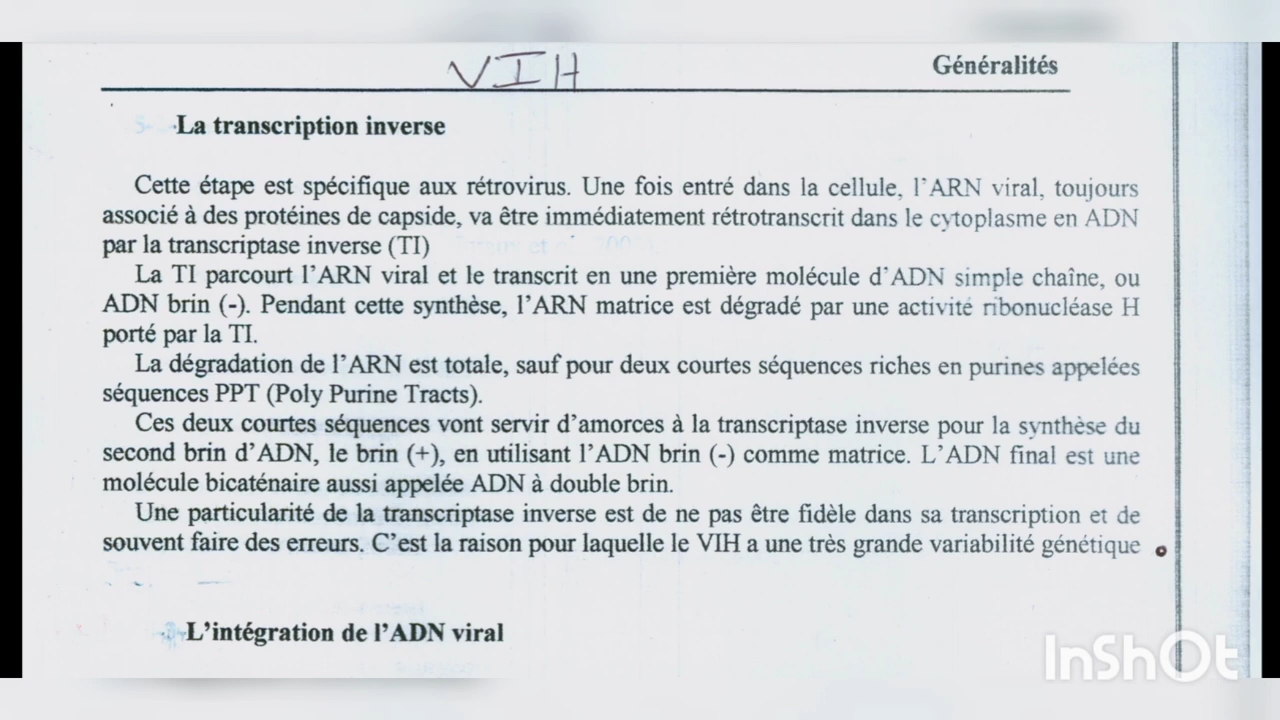 VIH
Généralités
La transcription inverse
Cette étape est spécifique aux rétrovirus. Une fois entré dans la cellule, l'ARN viral, toujours
associé à des protéines de capside, va être immédiatement rétrotranscrit dans le cytoplasme en ADN
par la transcriptase inverse (TI)
La TI parcourt l'ARN viral et le transcrit en une première molécule d'ADN simple chaîne, ou
ADN brin (-). Pendant cette synthèse, l'ARN matrice est dégradé par une activité ribonucléase H
porté par la TI.
La dégradation de l'ARN est totale, sauf pour deux courtes séquences riches en purines appelées
séquences PPT (Poly Purine Tracts).
Ces deux courtes séquences vont servir d'amorces à la transcriptase inverse pour la synthèse du
second brin d'ADN, le brin (+), en utilisant l'ADN brin (-) comme matrice. L'ADN final est une
molécule bicaténaire aussi appelée ADN à double brin.
Une particularité de la transcriptase inverse est de ne pas être fidèle dans sa transcription et de
souvent faire des erreurs. C'est la raison pour laquelle le VIH a une très grande variabilité génétique
L'intégration de l'ADN viral
InShOt